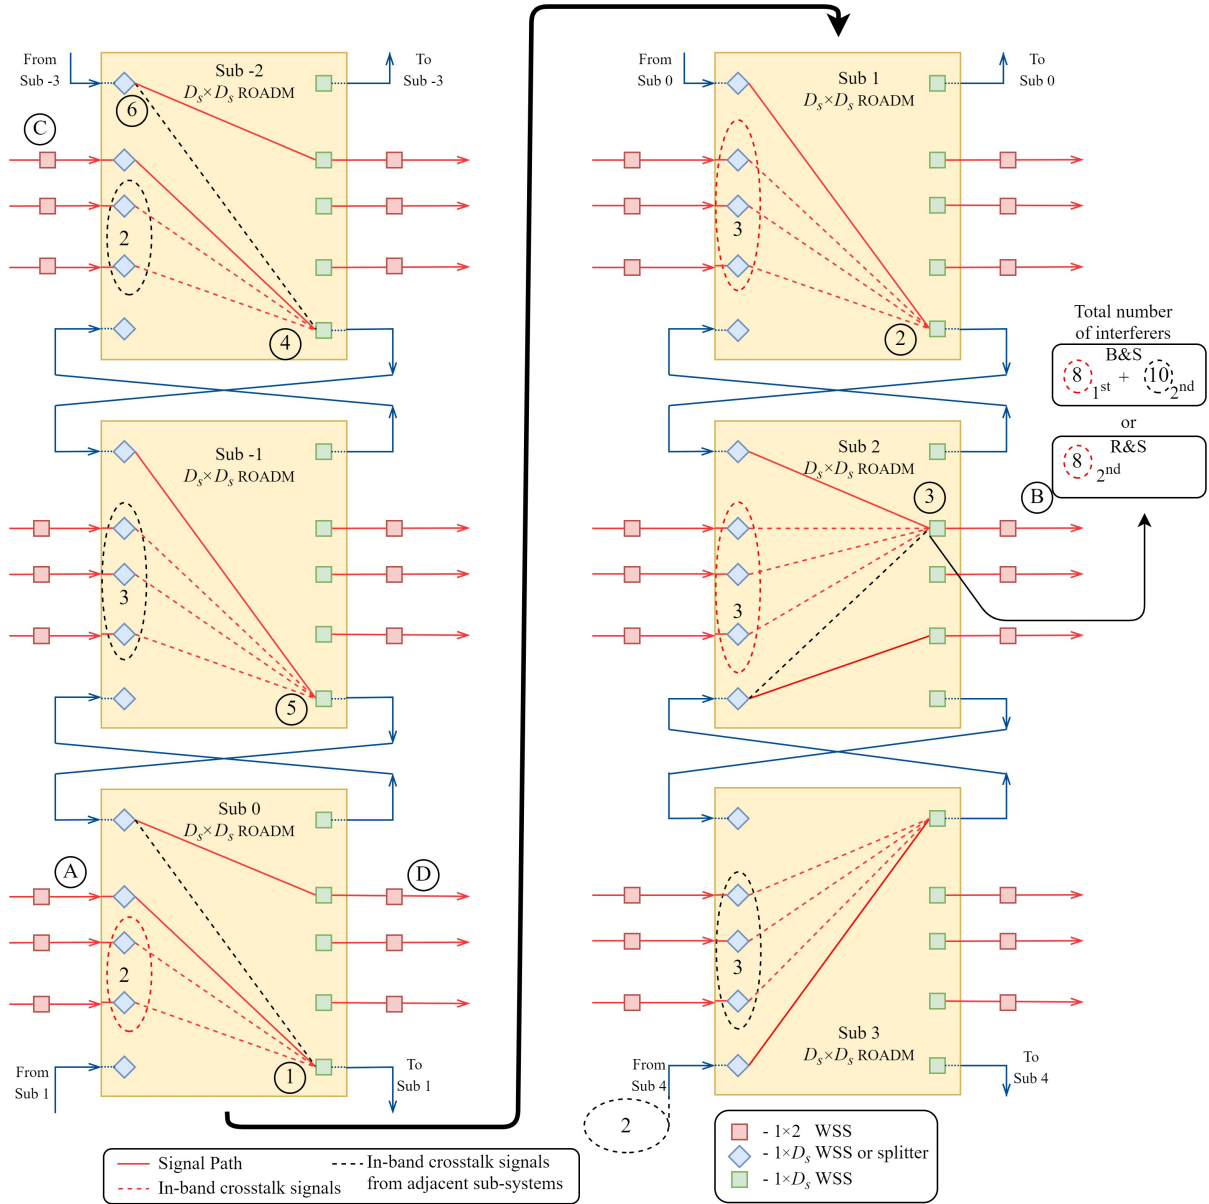 From
Sub -3
To
Sub -3
Sub -2
Dₛ×Dₛ ROADM
6
C
2
4
Sub -1
Dₛ×Dₛ ROADM
3
5
Sub 0
Dₛ×Dₛ ROADM
A
D
2
1
From
Sub 1
To
Sub 1
From
Sub 0
To
Sub 0
Sub 1
Dₛ×Dₛ ROADM
3
2
Sub 2
Dₛ×Dₛ ROADM
3
B
3
Total number
of interferers
B&S
8 1st + 10 2nd
or
R&S
8 2nd
3
Sub 3
Dₛ×Dₛ ROADM
From
Sub 4
To
Sub 4
2
Signal Path
In-band crosstalk signals
In-band crosstalk signals
from adjacent sub-systems
- 1×2 WSS
- 1×Dₛ WSS or splitter
- 1×Dₛ WSS